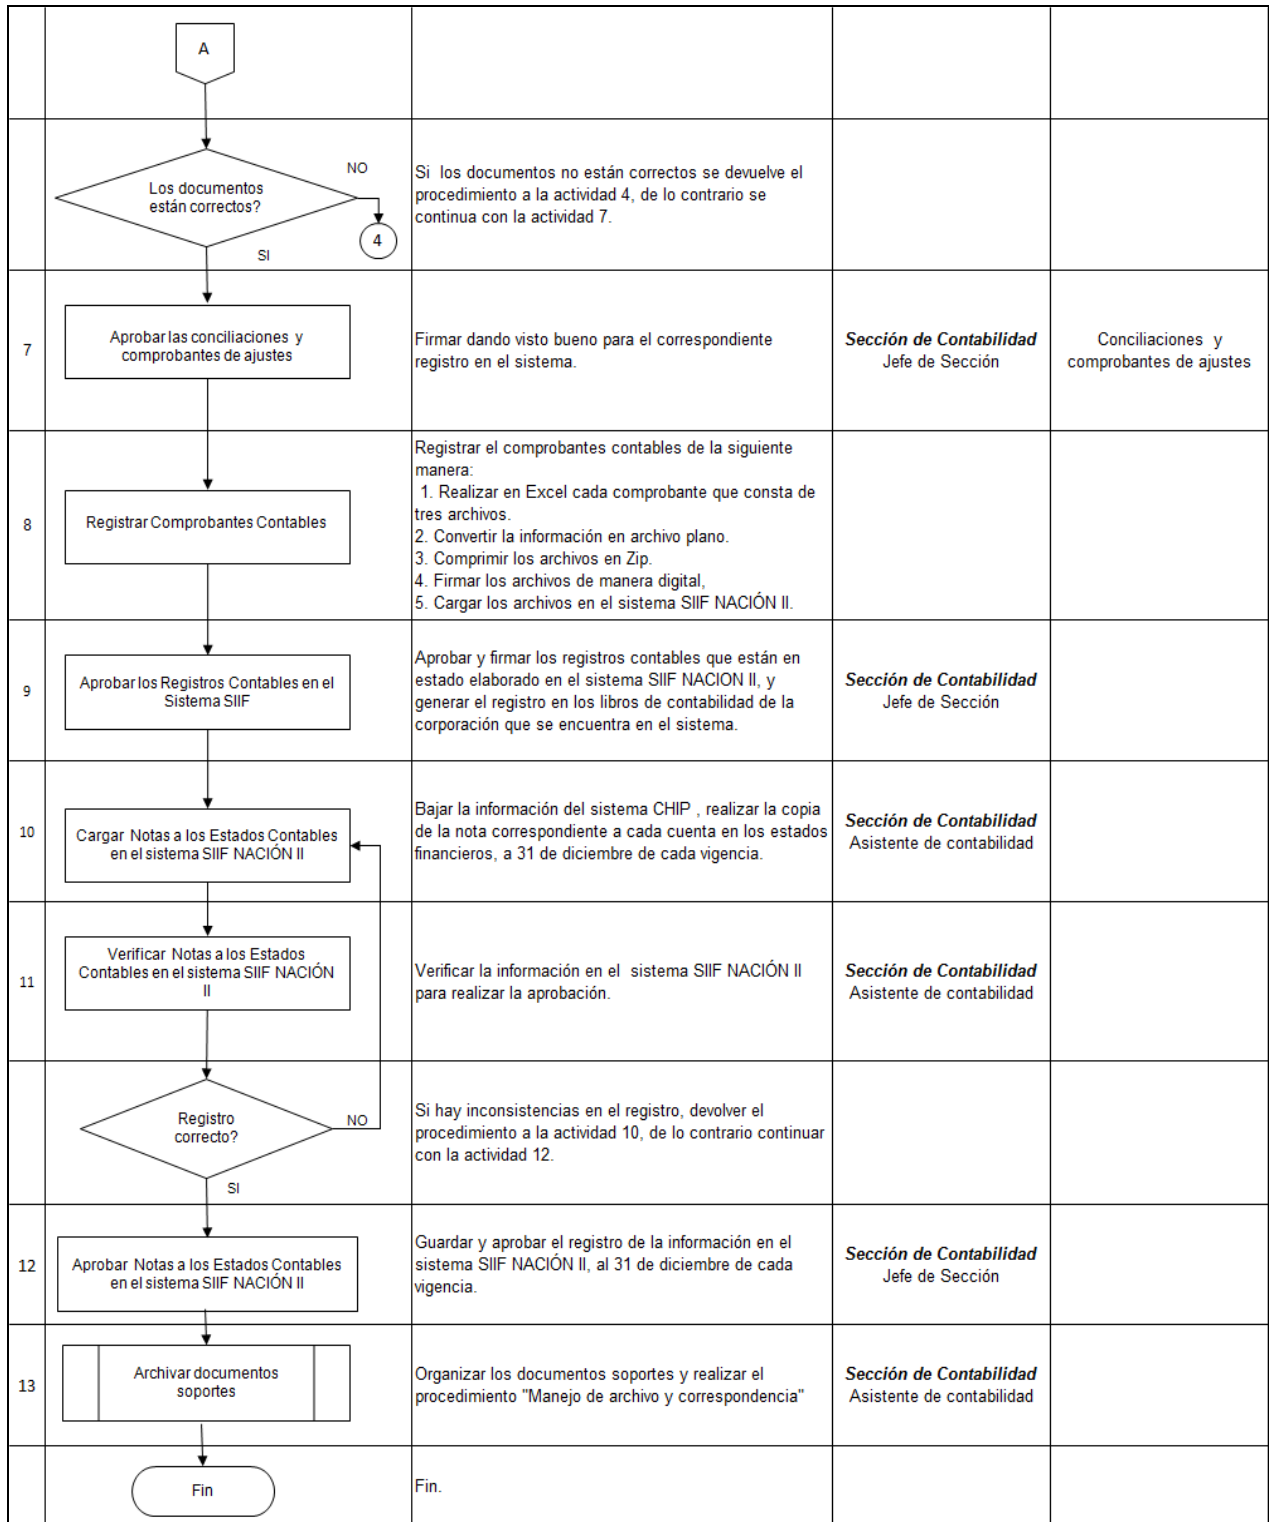 A
Los documentos
están correctos?
NO
4
SI
Si  los documentos no están correctos se devuelve el
procedimiento a la actividad 4, de lo contrario se
continua con la actividad 7.
7
Aprobar las conciliaciones  y
comprobantes de ajustes
Firmar dando visto bueno para el correspondiente
registro en el sistema.
Sección de Contabilidad
Jefe de Sección
Conciliaciones  y
comprobantes de ajustes
8
Registrar Comprobantes Contables
Registrar el comprobantes contables de la siguiente
manera:
1. Realizar en Excel cada comprobante que consta de
tres archivos.
2. Convertir la información en archivo plano.
3. Comprimir los archivos en Zip.
4. Firmar los archivos de manera digital,
5. Cargar los archivos en el sistema SIIF NACIÓN II.
9
Aprobar los Registros Contables en el
Sistema SIIF
Aprobar y firmar los registros contables que están en
estado elaborado en el sistema SIIF NACION II, y
generar el registro en los libros de contabilidad de la
corporación que se encuentra en el sistema.
Sección de Contabilidad
Jefe de Sección
10
Cargar  Notas a los Estados Contables
en el sistema SIIF NACIÓN II
Bajar la información del sistema CHIP , realizar la copia
de la nota correspondiente a cada cuenta en los estados
financieros, a 31 de diciembre de cada vigencia.
Sección de Contabilidad
Asistente de contabilidad
11
Verificar  Notas a los Estados
Contables en el sistema SIIF NACIÓN
II
Verificar la información en el  sistema SIIF NACIÓN II
para realizar la aprobación.
Sección de Contabilidad
Asistente de contabilidad
Registro
correcto?
NO
SI
Si hay inconsistencias en el registro, devolver el
procedimiento a la actividad 10, de lo contrario continuar
con la actividad 12.
12
Aprobar  Notas a los Estados Contables
en el sistema SIIF NACIÓN II
Guardar y aprobar el registro de la información en el
sistema SIIF NACIÓN II, al 31 de diciembre de cada
vigencia.
Sección de Contabilidad
Jefe de Sección
13
Archivar documentos
soportes
Organizar los documentos soportes y realizar el
procedimiento "Manejo de archivo y correspondencia"
Sección de Contabilidad
Asistente de contabilidad
Fin
Fin.